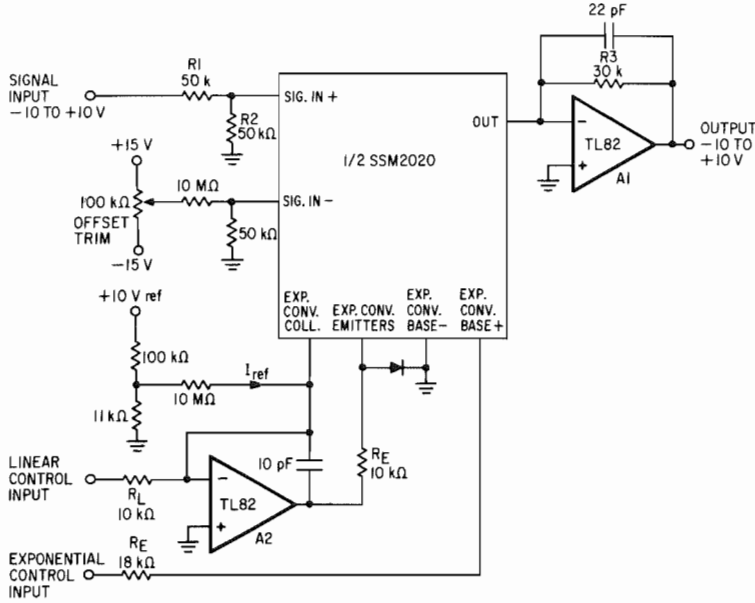 22 pF
R3
30 k
R1
50 k
SIGNAL
INPUT
–10 TO +10 V
SIG. IN +
R2
50 kΩ
OUT
–
TL82
+
A1
OUTPUT
–10 TO
+10 V
1/2 SSM2020
+15 V
100 kΩ
OFFSET
TRIM
–15 V
10 MΩ
SIG. IN –
50 kΩ
EXP.
CONV.
COLL.
EXP. CONV.
EMITTERS
EXP.
CONV.
BASE–
EXP.
CONV.
BASE+
+10 V ref
100 kΩ
Iref
10 MΩ
11 kΩ
LINEAR
CONTROL
INPUT
RL
10 kΩ
–
TL82
+
A2
10 pF
RE
10 kΩ
EXPONENTIAL
CONTROL
INPUT
RE
18 kΩ